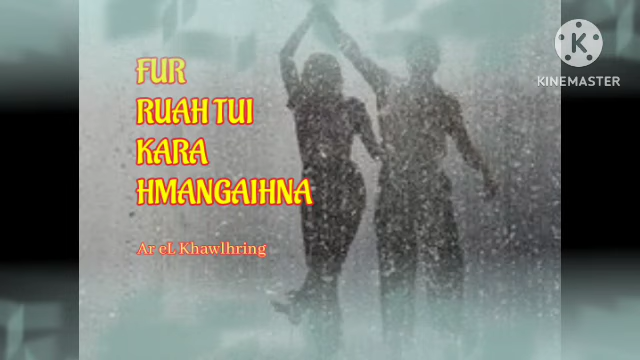 FUR
RUAH TUI
KARA
HMANGAIHNA
Ar eL Khawlhring
K
KINEMASTER